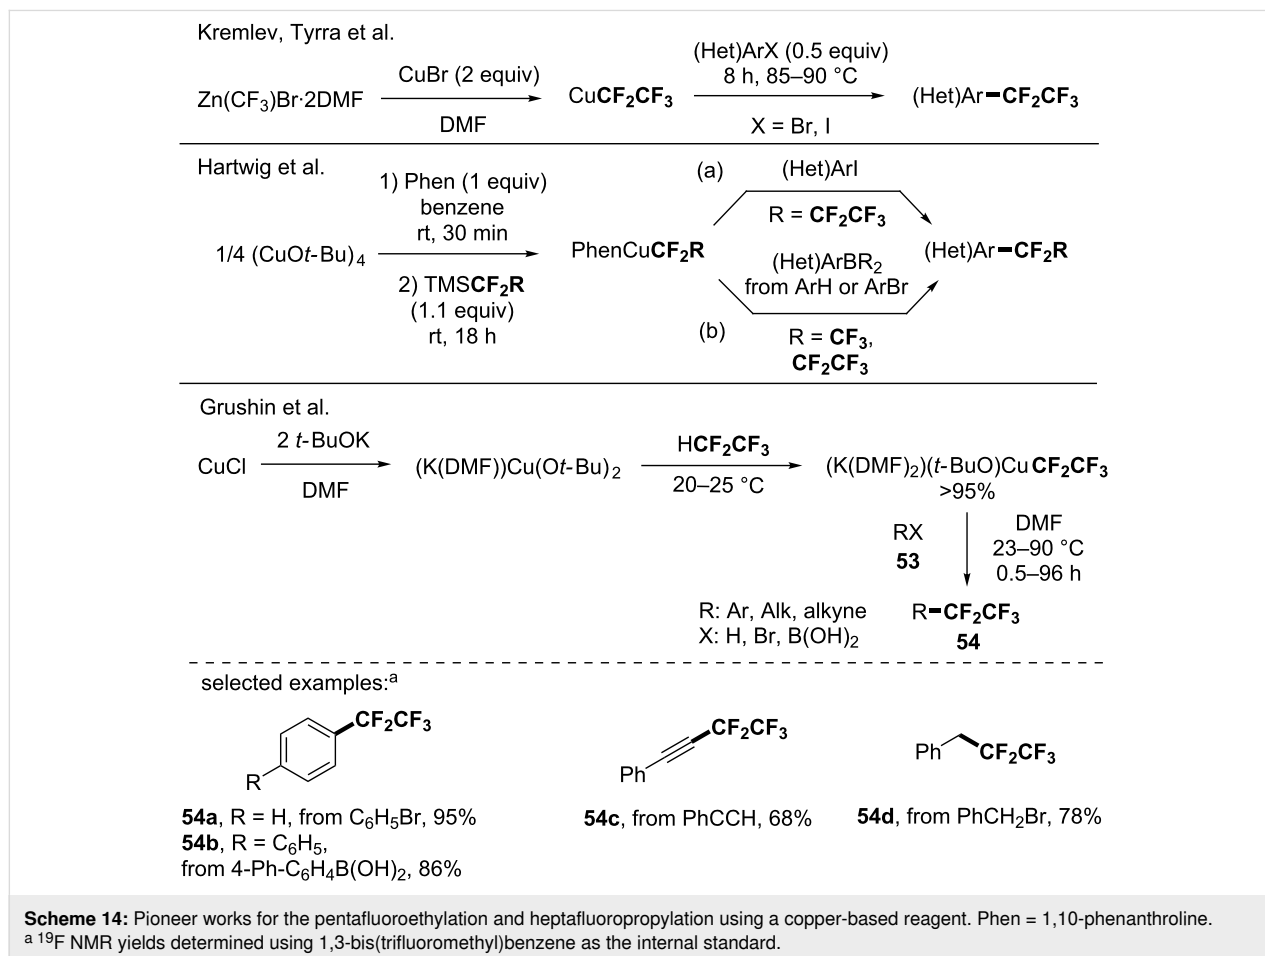 Kremlev, Tyrra et al.
Zn(CF₃)Br·2DMF
CuBr (2 equiv)
DMF
CuCF₂CF₃
(Het)ArX (0.5 equiv)
8 h, 85–90 °C
X = Br, I
(Het)Ar–CF₂CF₃
Hartwig et al.
1/4 (CuOt-Bu)₄
1) Phen (1 equiv)
benzene
rt, 30 min
2) TMSCF₂R
(1.1 equiv)
rt, 18 h
PhenCuCF₂R
(a)
(Het)ArI
R = CF₂CF₃
(Het)ArBR₂
from ArH or ArBr
(b)
R = CF₃,
CF₂CF₃
(Het)Ar–CF₂R
Grushin et al.
CuCl
2 t-BuOK
DMF
(K(DMF))Cu(Ot-Bu)₂
HCF₂CF₃
20–25 °C
(K(DMF)₂)(t-BuO)CuCF₂CF₃
>95%
RX
53
DMF
23–90 °C
0.5–96 h
R: Ar, Alk, alkyne
X: H, Br, B(OH)₂
R–CF₂CF₃
54
selected examples:ᵃ
CF₂CF₃
R
54a, R = H, from C₆H₅Br, 95%
54b, R = C₆H₅,
from 4-Ph-C₆H₄B(OH)₂, 86%
CF₂CF₃
Ph
54c, from PhCCH, 68%
Ph
CF₂CF₃
54d, from PhCH₂Br, 78%
Scheme 14: Pioneer works for the pentafluoroethylation and heptafluoropropylation using a copper-based reagent. Phen = 1,10-phenanthroline.
ᵃ ¹⁹F NMR yields determined using 1,3-bis(trifluoromethyl)benzene as the internal standard.